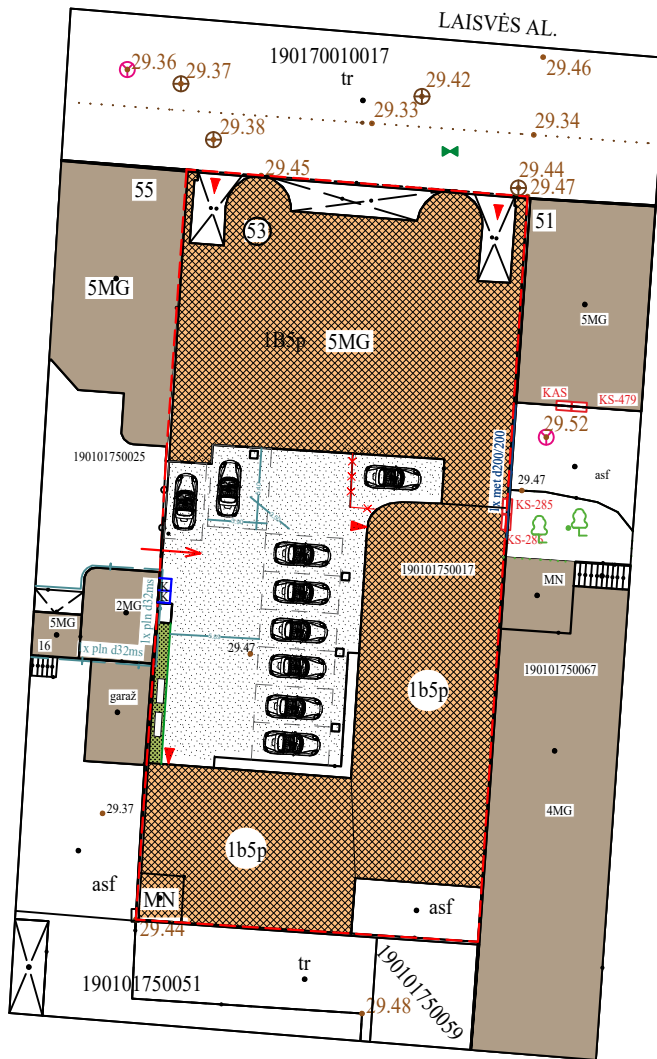 LAISVĖS AL.
29.36
29.37
190170010017
tr
29.46
29.42
29.33
29.38
29.34
29.45
29.44
29.47
55
53
51
5MG
1B5p
5MG
5MG
KAS
KS-479
29.52
190101750025
1x met d200/200
29.47
asf
KS-285
KS-286
190101750017
MN
2MG
1x pln d32ms
5MG
16
1x pln d32ms
29.47
190101750067
garaž
1b5p
29.37
4MG
1b5p
asf
MN
asf
29.44
tr
190101750051
190101750059
29.48